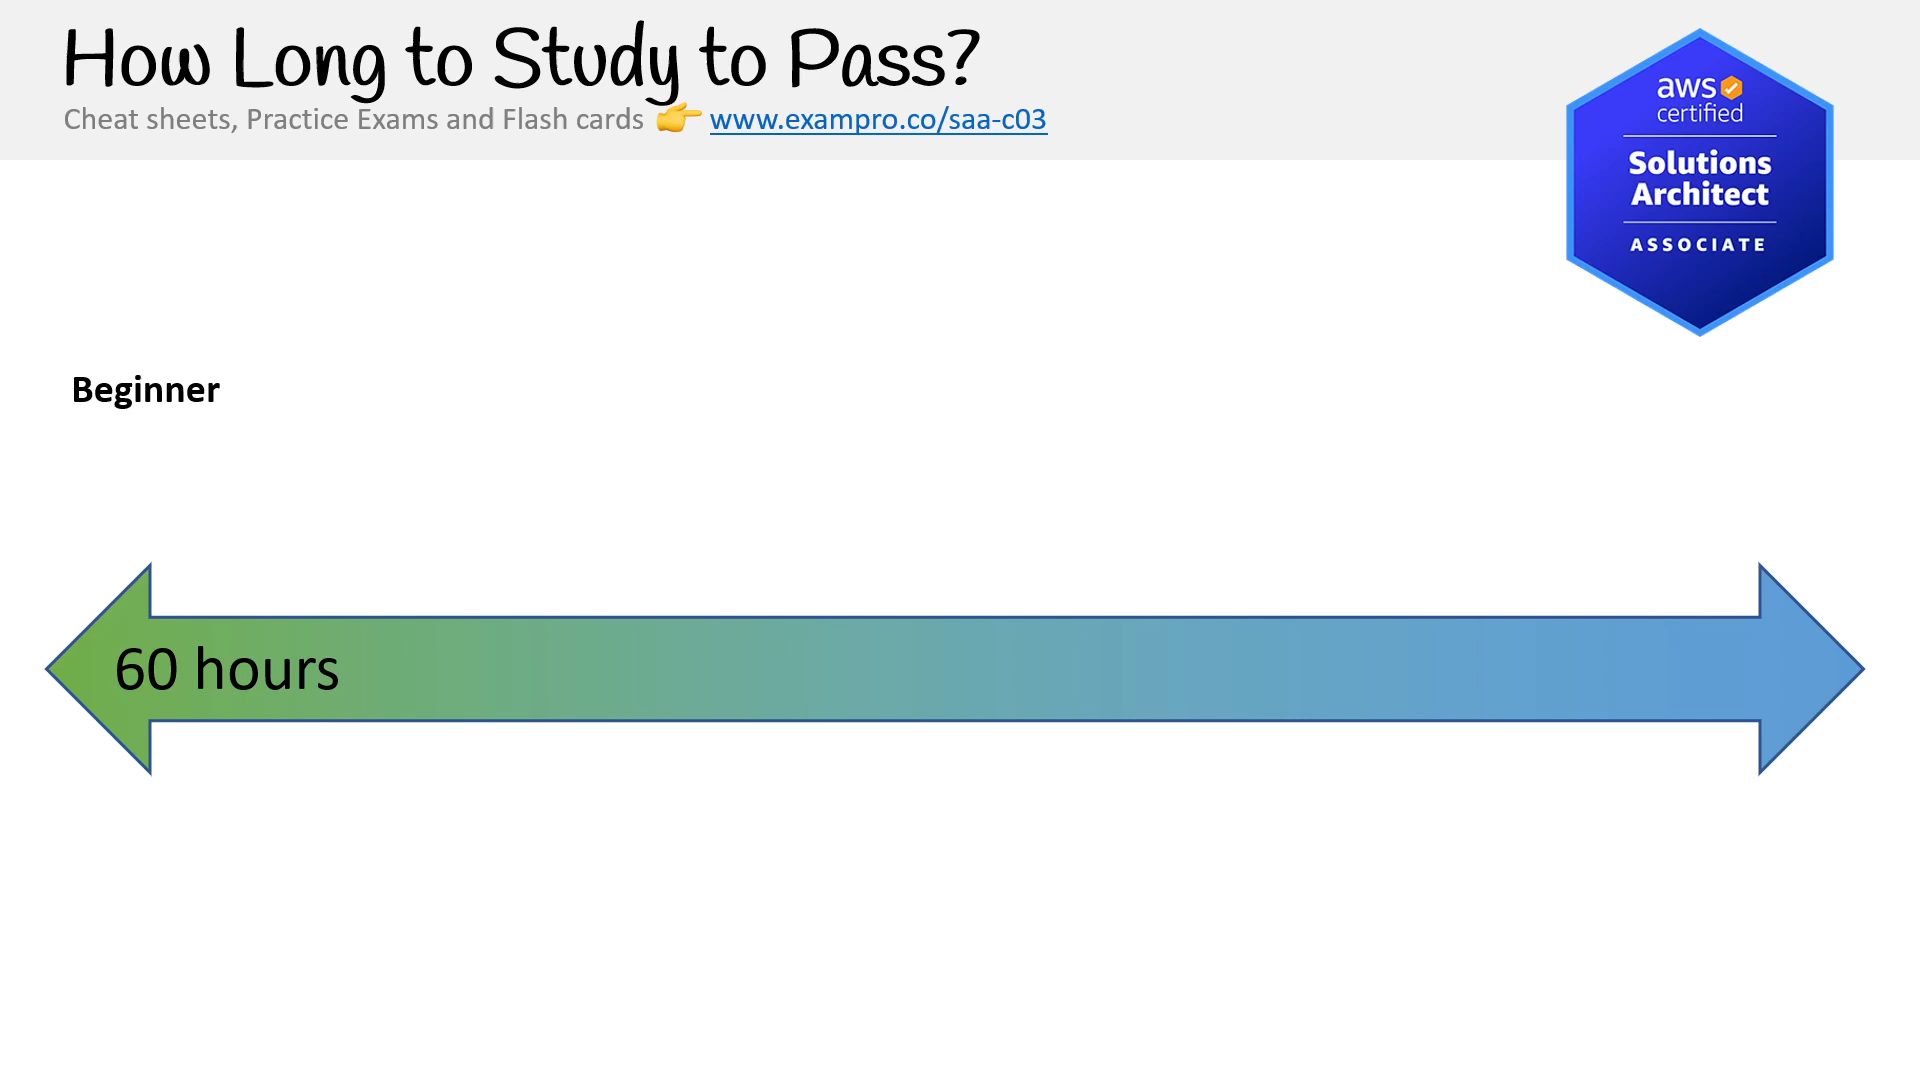 How Long to Study to Pass?
Cheat sheets, Practice Exams and Flash cards 👉 www.exampro.co/saa-c03
aws
certified
Solutions
Architect
ASSOCIATE
Beginner
60 hours